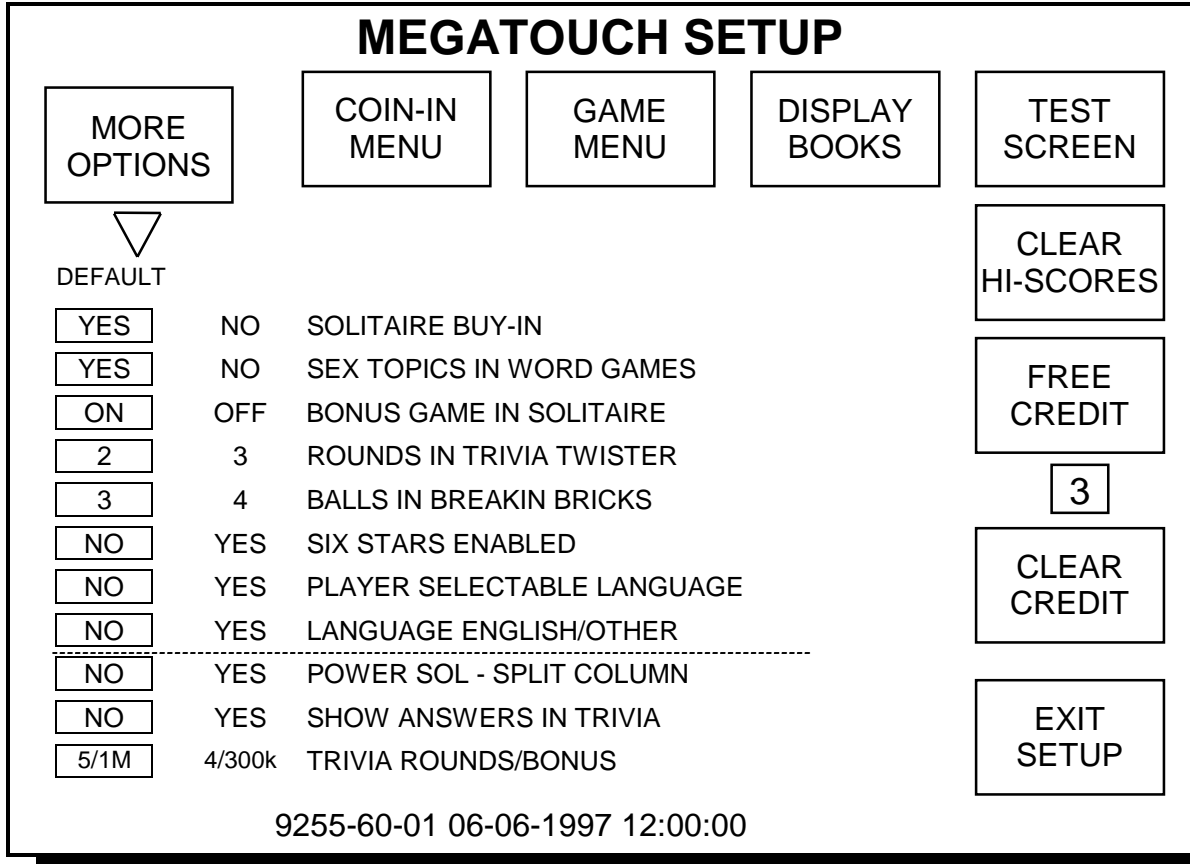 MEGATOUCH SETUP
MORE
OPTIONS
COIN-IN
MENU
GAME
MENU
DISPLAY
BOOKS
TEST
SCREEN
DEFAULT
YES NO SOLITAIRE BUY-IN
YES NO SEX TOPICS IN WORD GAMES
ON OFF BONUS GAME IN SOLITAIRE
2 3 ROUNDS IN TRIVIA TWISTER
3 4 BALLS IN BREAKIN BRICKS
NO YES SIX STARS ENABLED
NO YES PLAYER SELECTABLE LANGUAGE
NO YES LANGUAGE ENGLISH/OTHER
NO YES POWER SOL - SPLIT COLUMN
NO YES SHOW ANSWERS IN TRIVIA
5/1M 4/300k TRIVIA ROUNDS/BONUS
CLEAR
HI-SCORES
FREE
CREDIT
3
CLEAR
CREDIT
EXIT
SETUP
9255-60-01 06-06-1997 12:00:00